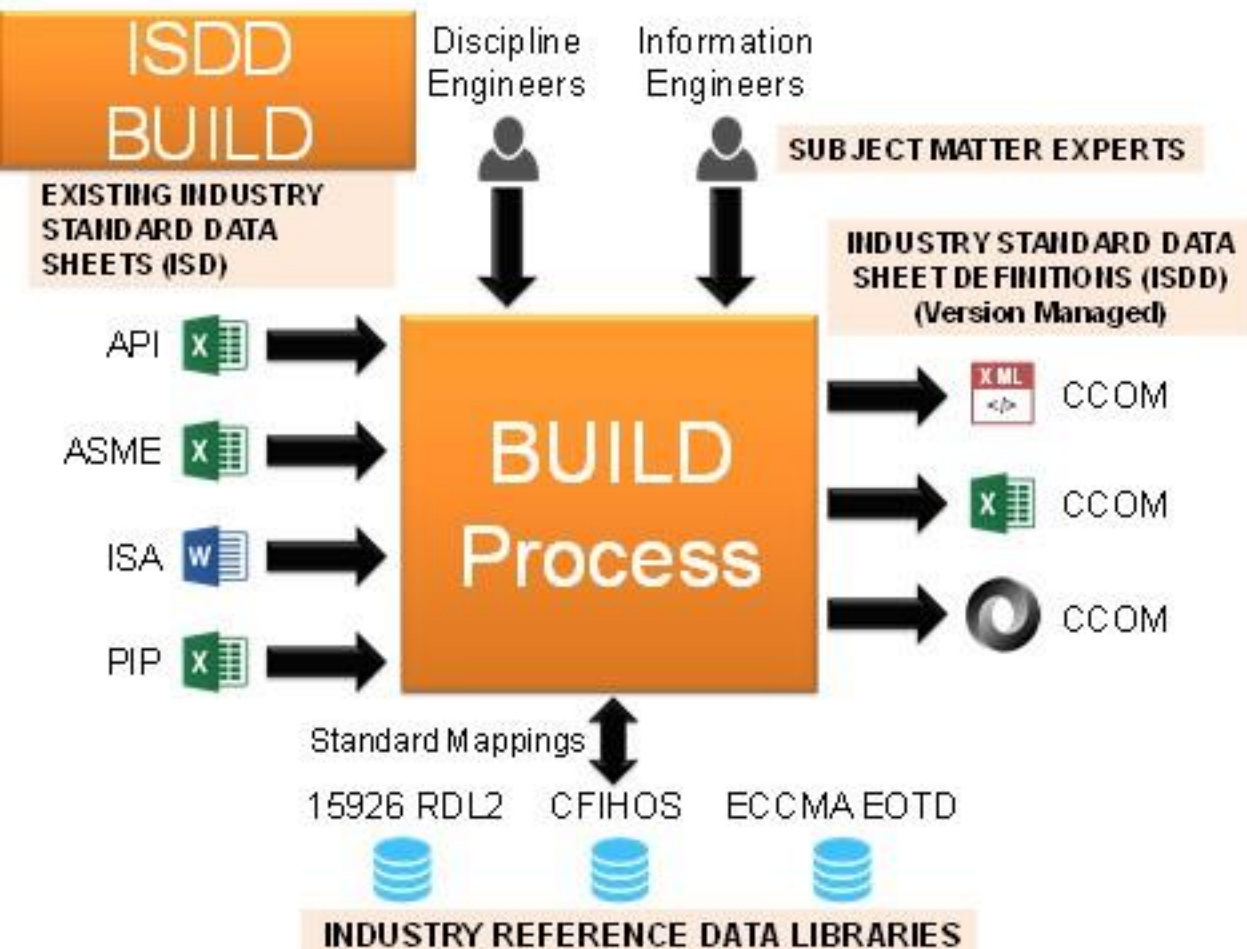 ISDD
BUILD
Discipline
Engineers
Information
Engineers
SUBJECT MATTER EXPERTS
EXISTING INDUSTRY
STANDARD DATA
SHEETS (ISD)
INDUSTRY STANDARD DATA
SHEET DEFINITIONS (ISDD)
(Version Managed)
API
X
ASME
X
ISA
W
PIP
X
BUILD
Process
XML
</>
CCOM
X
CCOM
CCOM
Standard Mappings
15926 RDL2
CFIHOS
ECCMA EOTD
INDUSTRY REFERENCE DATA LIBRARIES